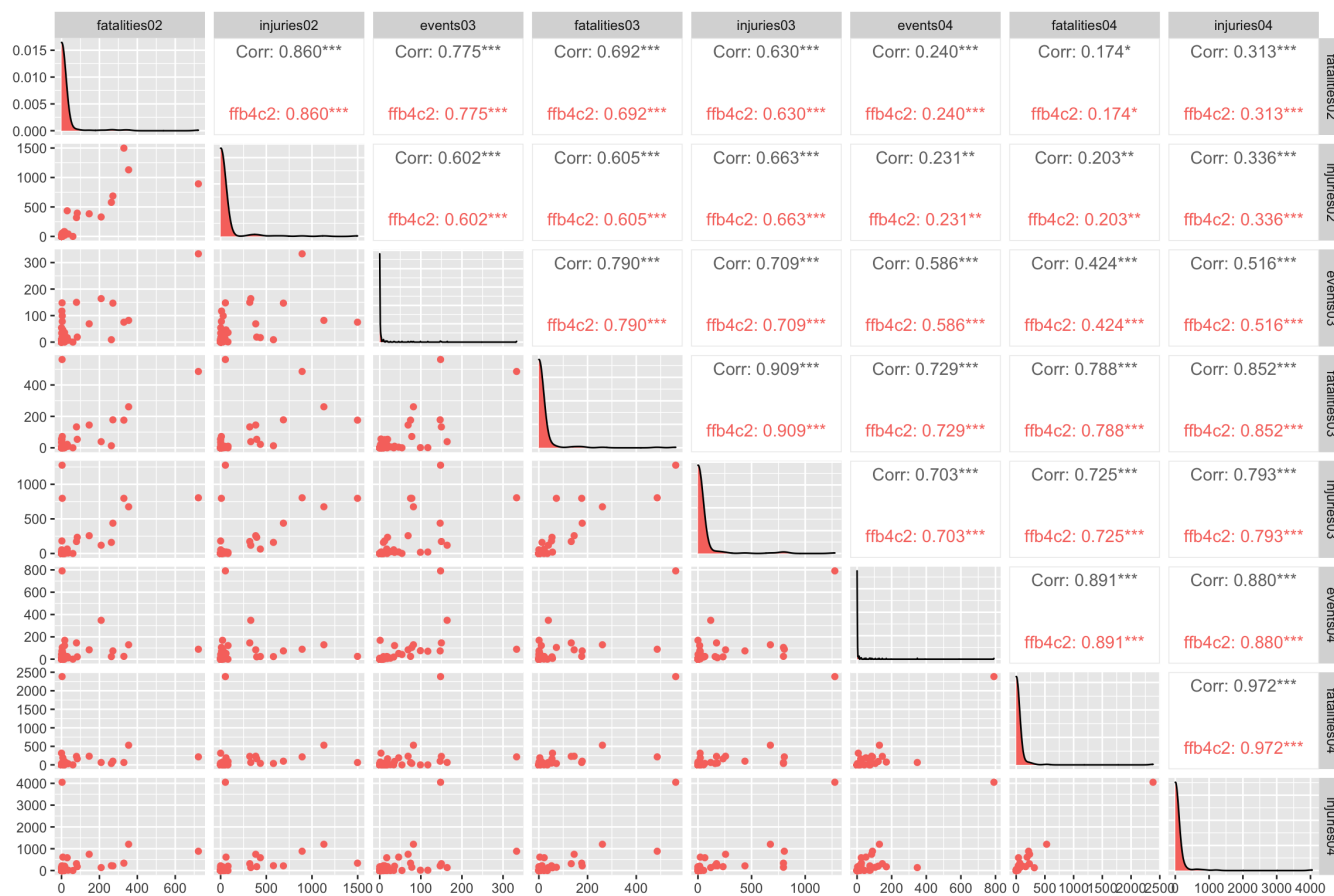 fatalities02 injuries02 events03 fatalities03 injuries03 events04 fatalities04 injuries04
0.015
0.010
0.005
0.000
Corr: 0.860*** Corr: 0.775*** Corr: 0.692*** Corr: 0.630*** Corr: 0.240*** Corr: 0.174* Corr: 0.313***
ffb4c2: 0.860*** ffb4c2: 0.775*** ffb4c2: 0.692*** ffb4c2: 0.630*** ffb4c2: 0.240*** ffb4c2: 0.174* ffb4c2: 0.313***
fatalities02
1500
1000
500
0
Corr: 0.602*** Corr: 0.605*** Corr: 0.663*** Corr: 0.231** Corr: 0.203** Corr: 0.336***
ffb4c2: 0.602*** ffb4c2: 0.605*** ffb4c2: 0.663*** ffb4c2: 0.231** ffb4c2: 0.203** ffb4c2: 0.336***
injuries02
300
200
100
0
Corr: 0.790*** Corr: 0.709*** Corr: 0.586*** Corr: 0.424*** Corr: 0.516***
ffb4c2: 0.790*** ffb4c2: 0.709*** ffb4c2: 0.586*** ffb4c2: 0.424*** ffb4c2: 0.516***
events03
400
200
0
Corr: 0.909*** Corr: 0.729*** Corr: 0.788*** Corr: 0.852***
ffb4c2: 0.909*** ffb4c2: 0.729*** ffb4c2: 0.788*** ffb4c2: 0.852***
fatalities03
1000
500
0
Corr: 0.703*** Corr: 0.725*** Corr: 0.793***
ffb4c2: 0.703*** ffb4c2: 0.725*** ffb4c2: 0.793***
injuries03
800
600
400
200
0
Corr: 0.891*** Corr: 0.880***
ffb4c2: 0.891*** ffb4c2: 0.880***
events04
2500
2000
1500
1000
500
0
Corr: 0.972***
ffb4c2: 0.972***
fatalities04
4000
3000
2000
1000
0
injuries04
0 200 400 600 0 500 1000 1500 0 100 200 300 0 200 400 0 500 1000 0 200 400 600 800 0 500 1000 1500 2000 2500 0 1000 2000 3000 4000